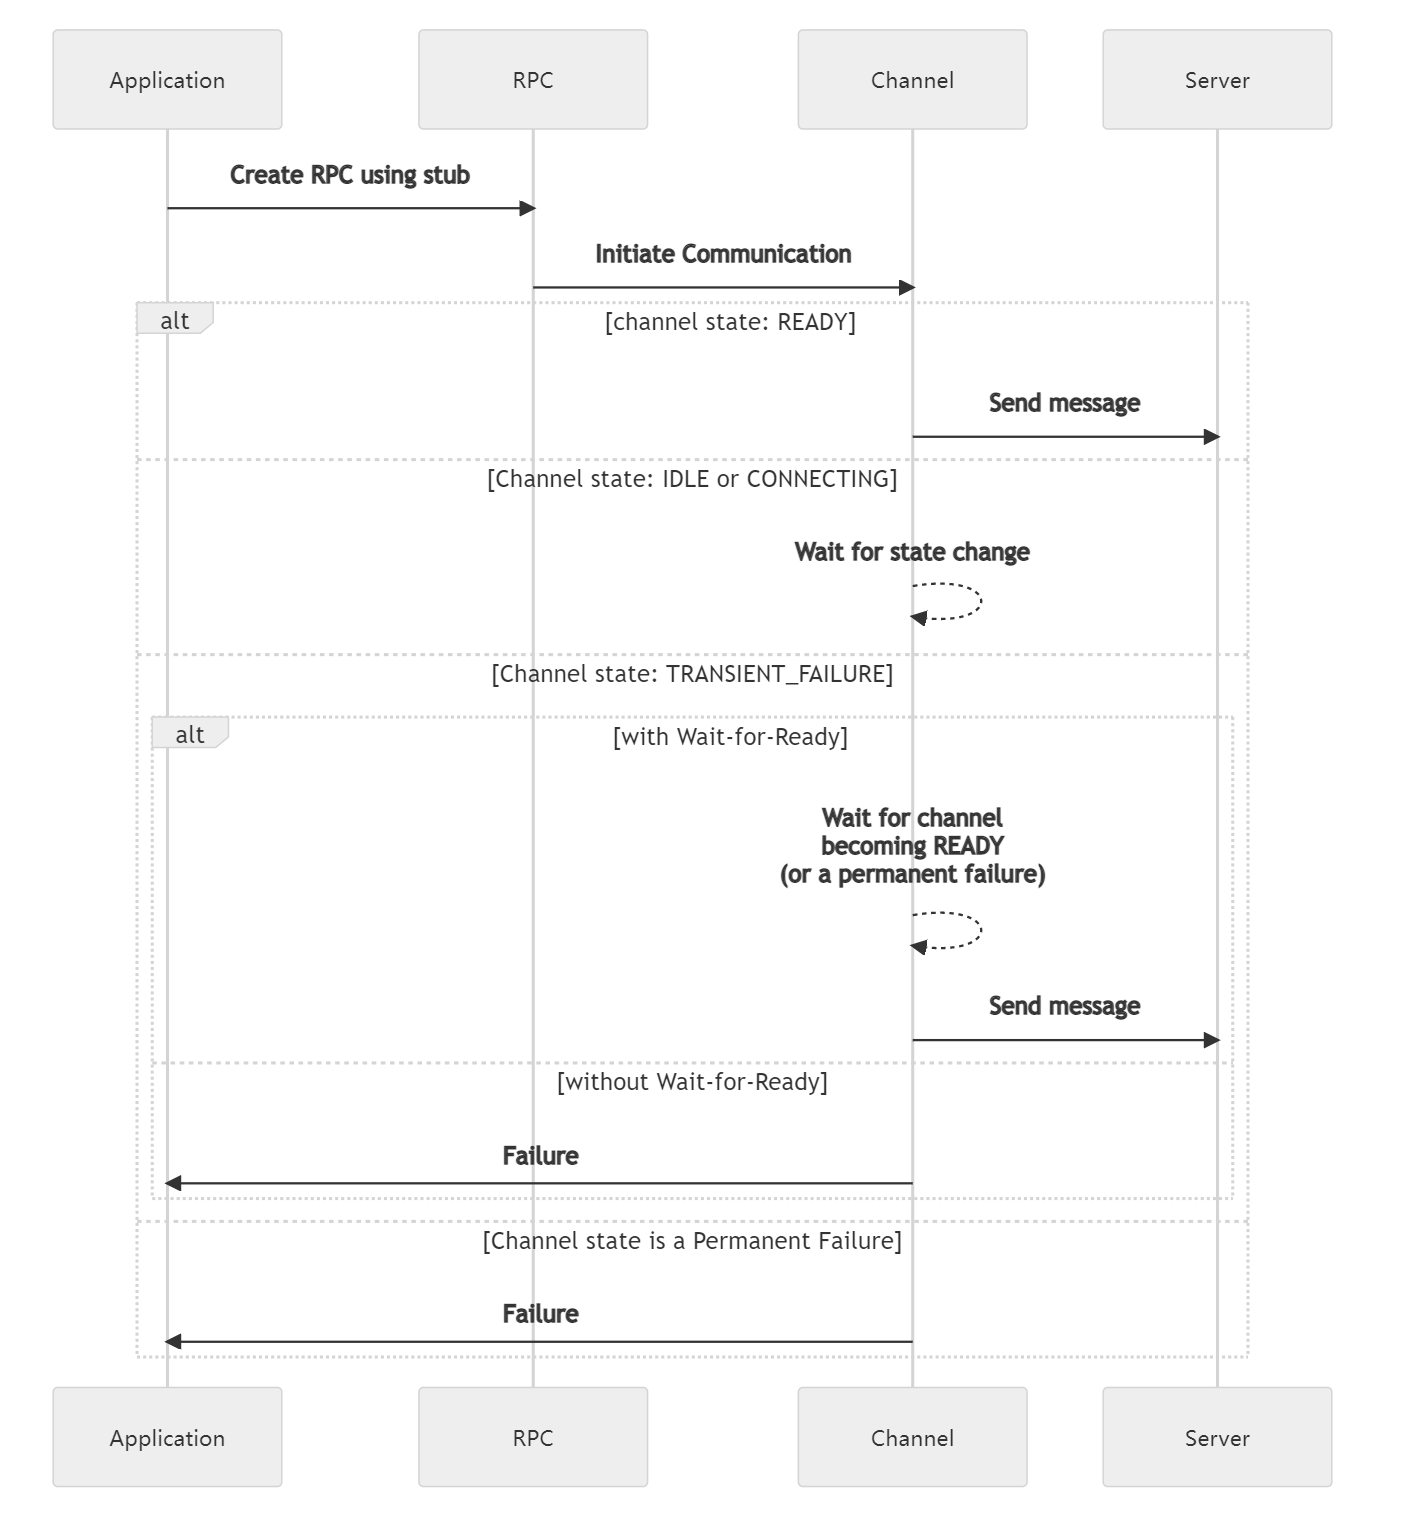 Application
RPC
Channel
Server
Create RPC using stub
Initiate Communication
alt
[channel state: READY]
Send message
[Channel state: IDLE or CONNECTING]
Wait for state change
[Channel state: TRANSIENT_FAILURE]
alt
[with Wait-for-Ready]
Wait for channel
becoming READY
(or a permanent failure)
Send message
[without Wait-for-Ready]
Failure
[Channel state is a Permanent Failure]
Failure
Application
RPC
Channel
Server